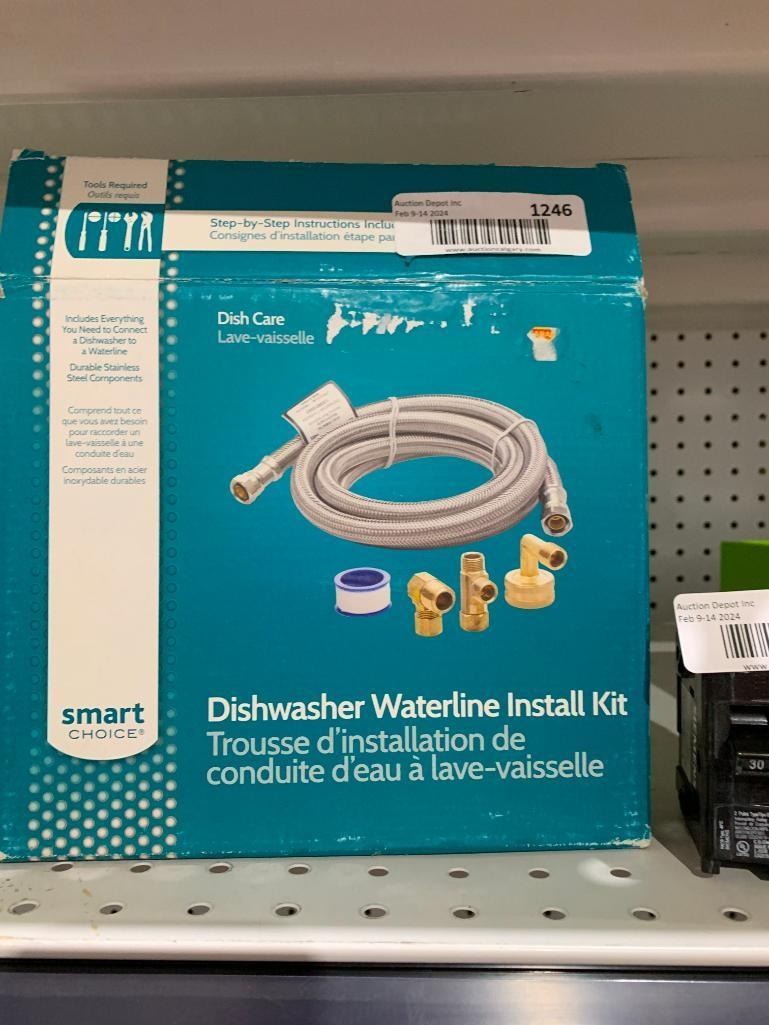 Tools Required
Outils requis
Step-by-Step Instructions Inclu
Consignes d'installation étape pa
Auction Depot Inc
Feb 9-14 2024
1246
www.auctioncalgary.com
Includes Everything
You Need to Connect
a Dishwasher to
a Waterline
Durable Stainless
Steel Components
Comprend tout ce
que vous avez besoin
pour raccorder un
lave-vaisselle à une
conduite d'eau
Composants en acier
inoxydable durables
Dish Care
Lave-vaisselle
smart
CHOICE®
Dishwasher Waterline Install Kit
Trousse d'installation de
conduite d'eau à lave-vaisselle
Auction Depot Inc
Feb 9-14 2024
www
30